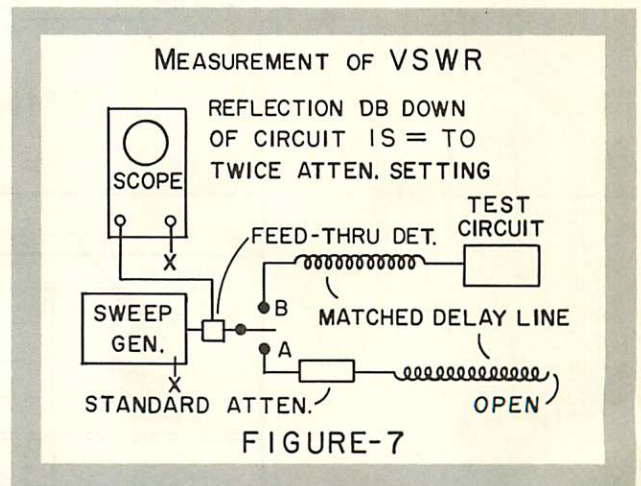 MEASUREMENT OF VSWR
REFLECTION DB DOWN
OF CIRCUIT IS = TO
TWICE ATTEN. SETTING
SCOPE
X
FEED-THRU DET.
TEST
CIRCUIT
SWEEP
GEN.
B
MATCHED DELAY LINE
A
X
STANDARD ATTEN.
OPEN
FIGURE-7